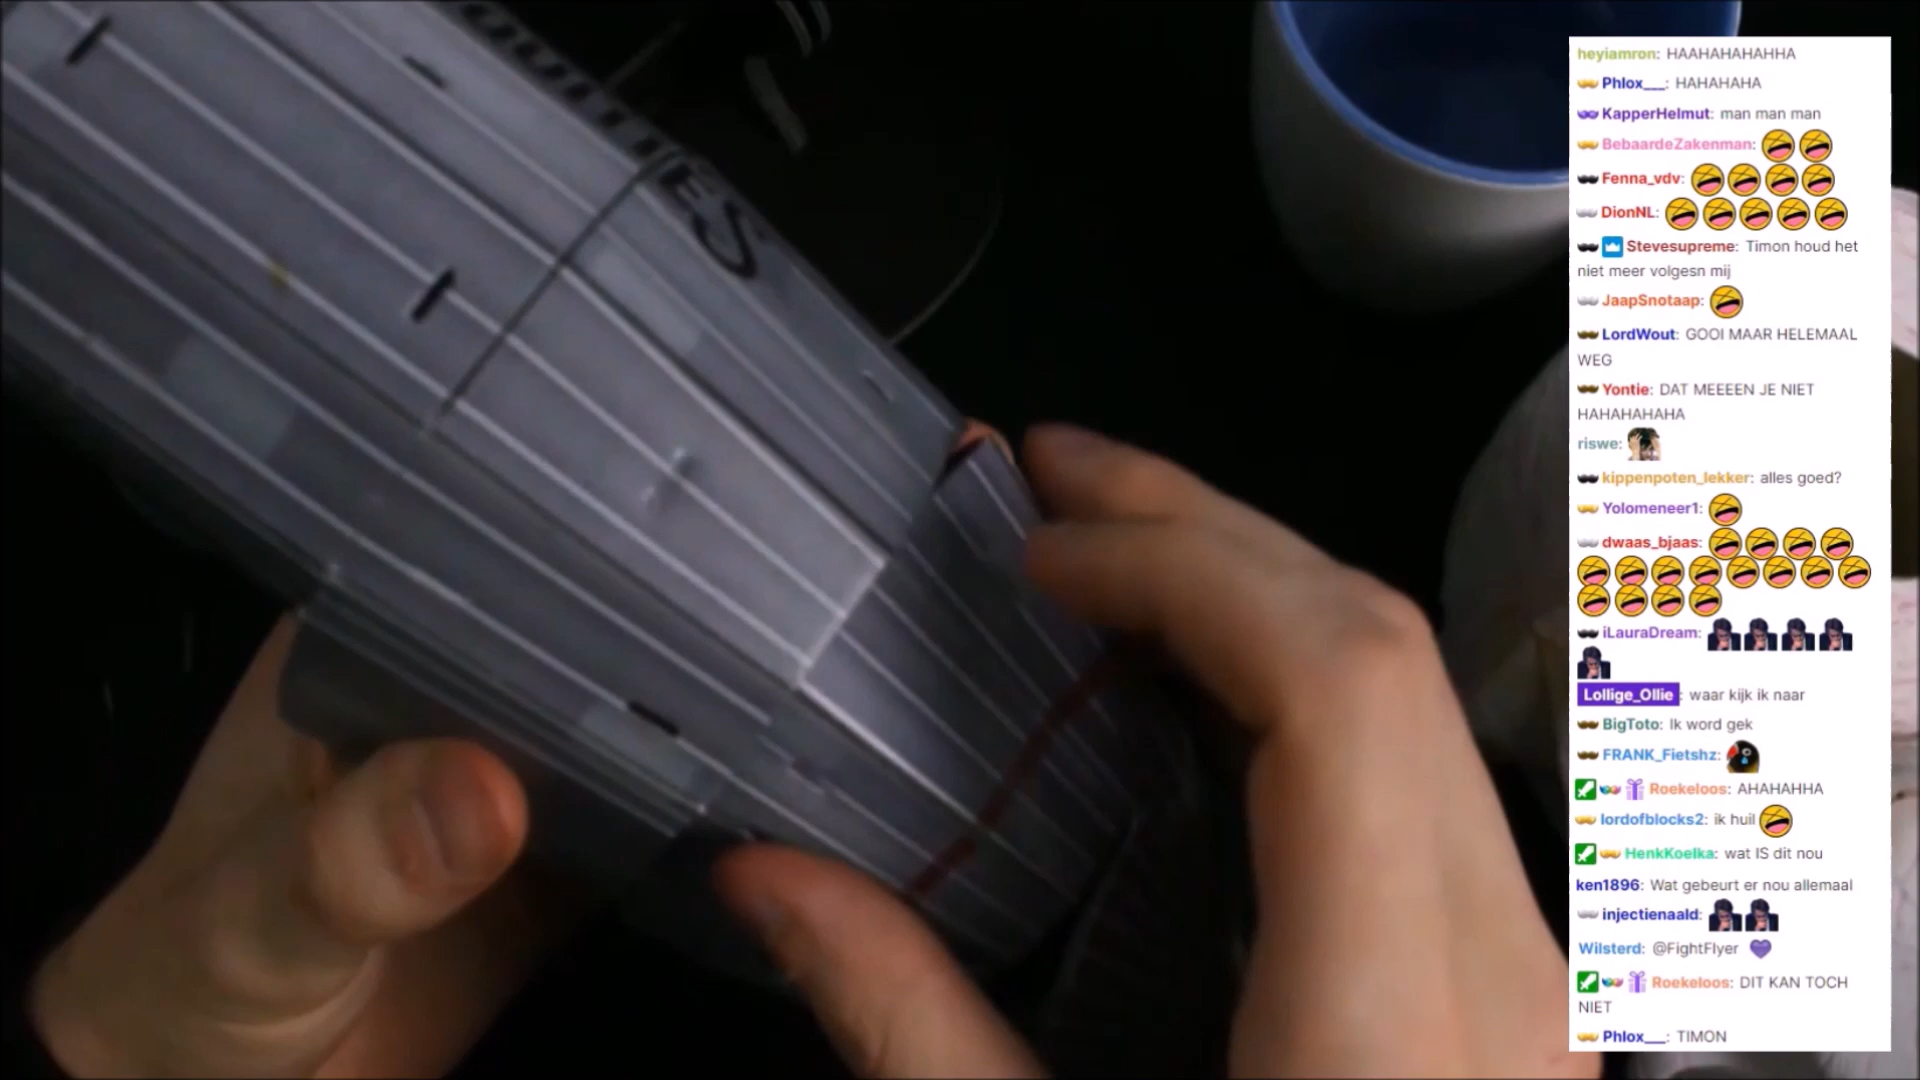 heyiamron: HAAHAHAHAHHA
Phlox___: HAHAHAHA
KapperHelmut: man man man
BebaardeZakenman:
Fenna_vdv:
DionNL:
Stevesupreme: Timon houd het
niet meer volgesn mij
JaapSnotaap:
LordWout: GOOI MAAR HELEMAAL
WEG
Yontie: DAT MEEEEN JE NIET
HAHAHAHAHA
riswe:
kippenpoten_lekker: alles goed?
Yolomeneer1:
dwaas_bjaas:
iLauraDream:
Lollige_Ollie: waar kijk ik naar
BigToto: Ik word gek
FRANK_Fietshz:
Roekeloos: AHAHAHHA
lordofblocks2: ik huil
HenkKoelka: wat IS dit nou
ken1896: Wat gebeurt er nou allemaal
injectienaald:
Wilsterd: @FightFlyer
Roekeloos: DIT KAN TOCH
NIET
Phlox___: TIMON